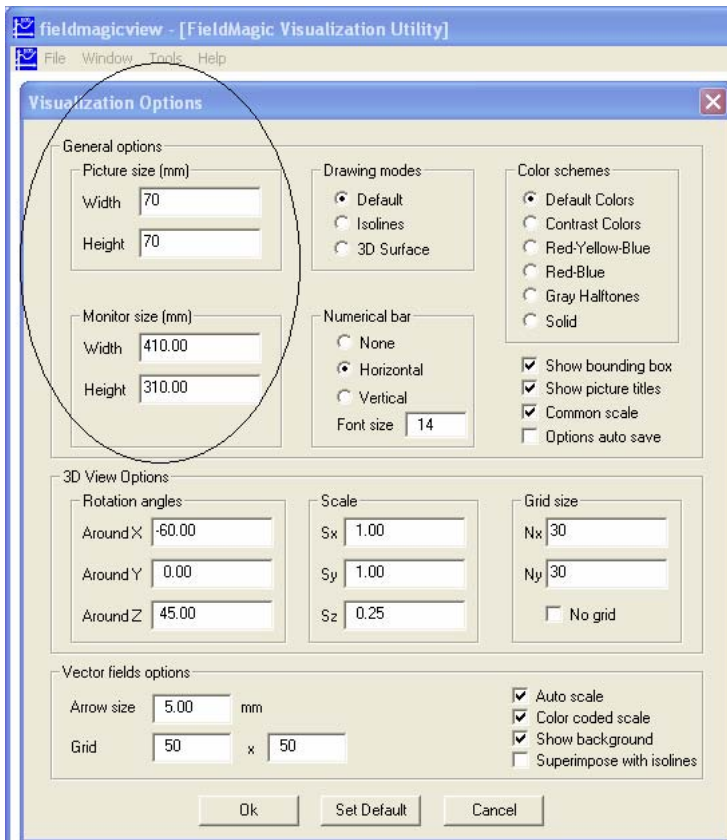 fieldmagicview - [FieldMagic Visualization Utility]
File Window Tools Help
Visualization Options
General options
Picture size (mm)
Width 70
Height 70
Monitor size (mm)
Width 410.00
Height 310.00
Drawing modes
Default
Isolines
3D Surface
Numerical bar
None
Horizontal
Vertical
Font size 14
Color schemes
Default Colors
Contrast Colors
Red-Yellow-Blue
Red-Blue
Gray Halftones
Solid
Show bounding box
Show picture titles
Common scale
Options auto save
3D View Options
Rotation angles
Around X -60.00
Around Y 0.00
Around Z 45.00
Scale
Sx 1.00
Sy 1.00
Sz 0.25
Grid size
Nx 30
Ny 30
No grid
Vector fields options
Arrow size 5.00 mm
Grid 50 x 50
Auto scale
Color coded scale
Show background
Superimpose with isolines
Ok Set Default Cancel